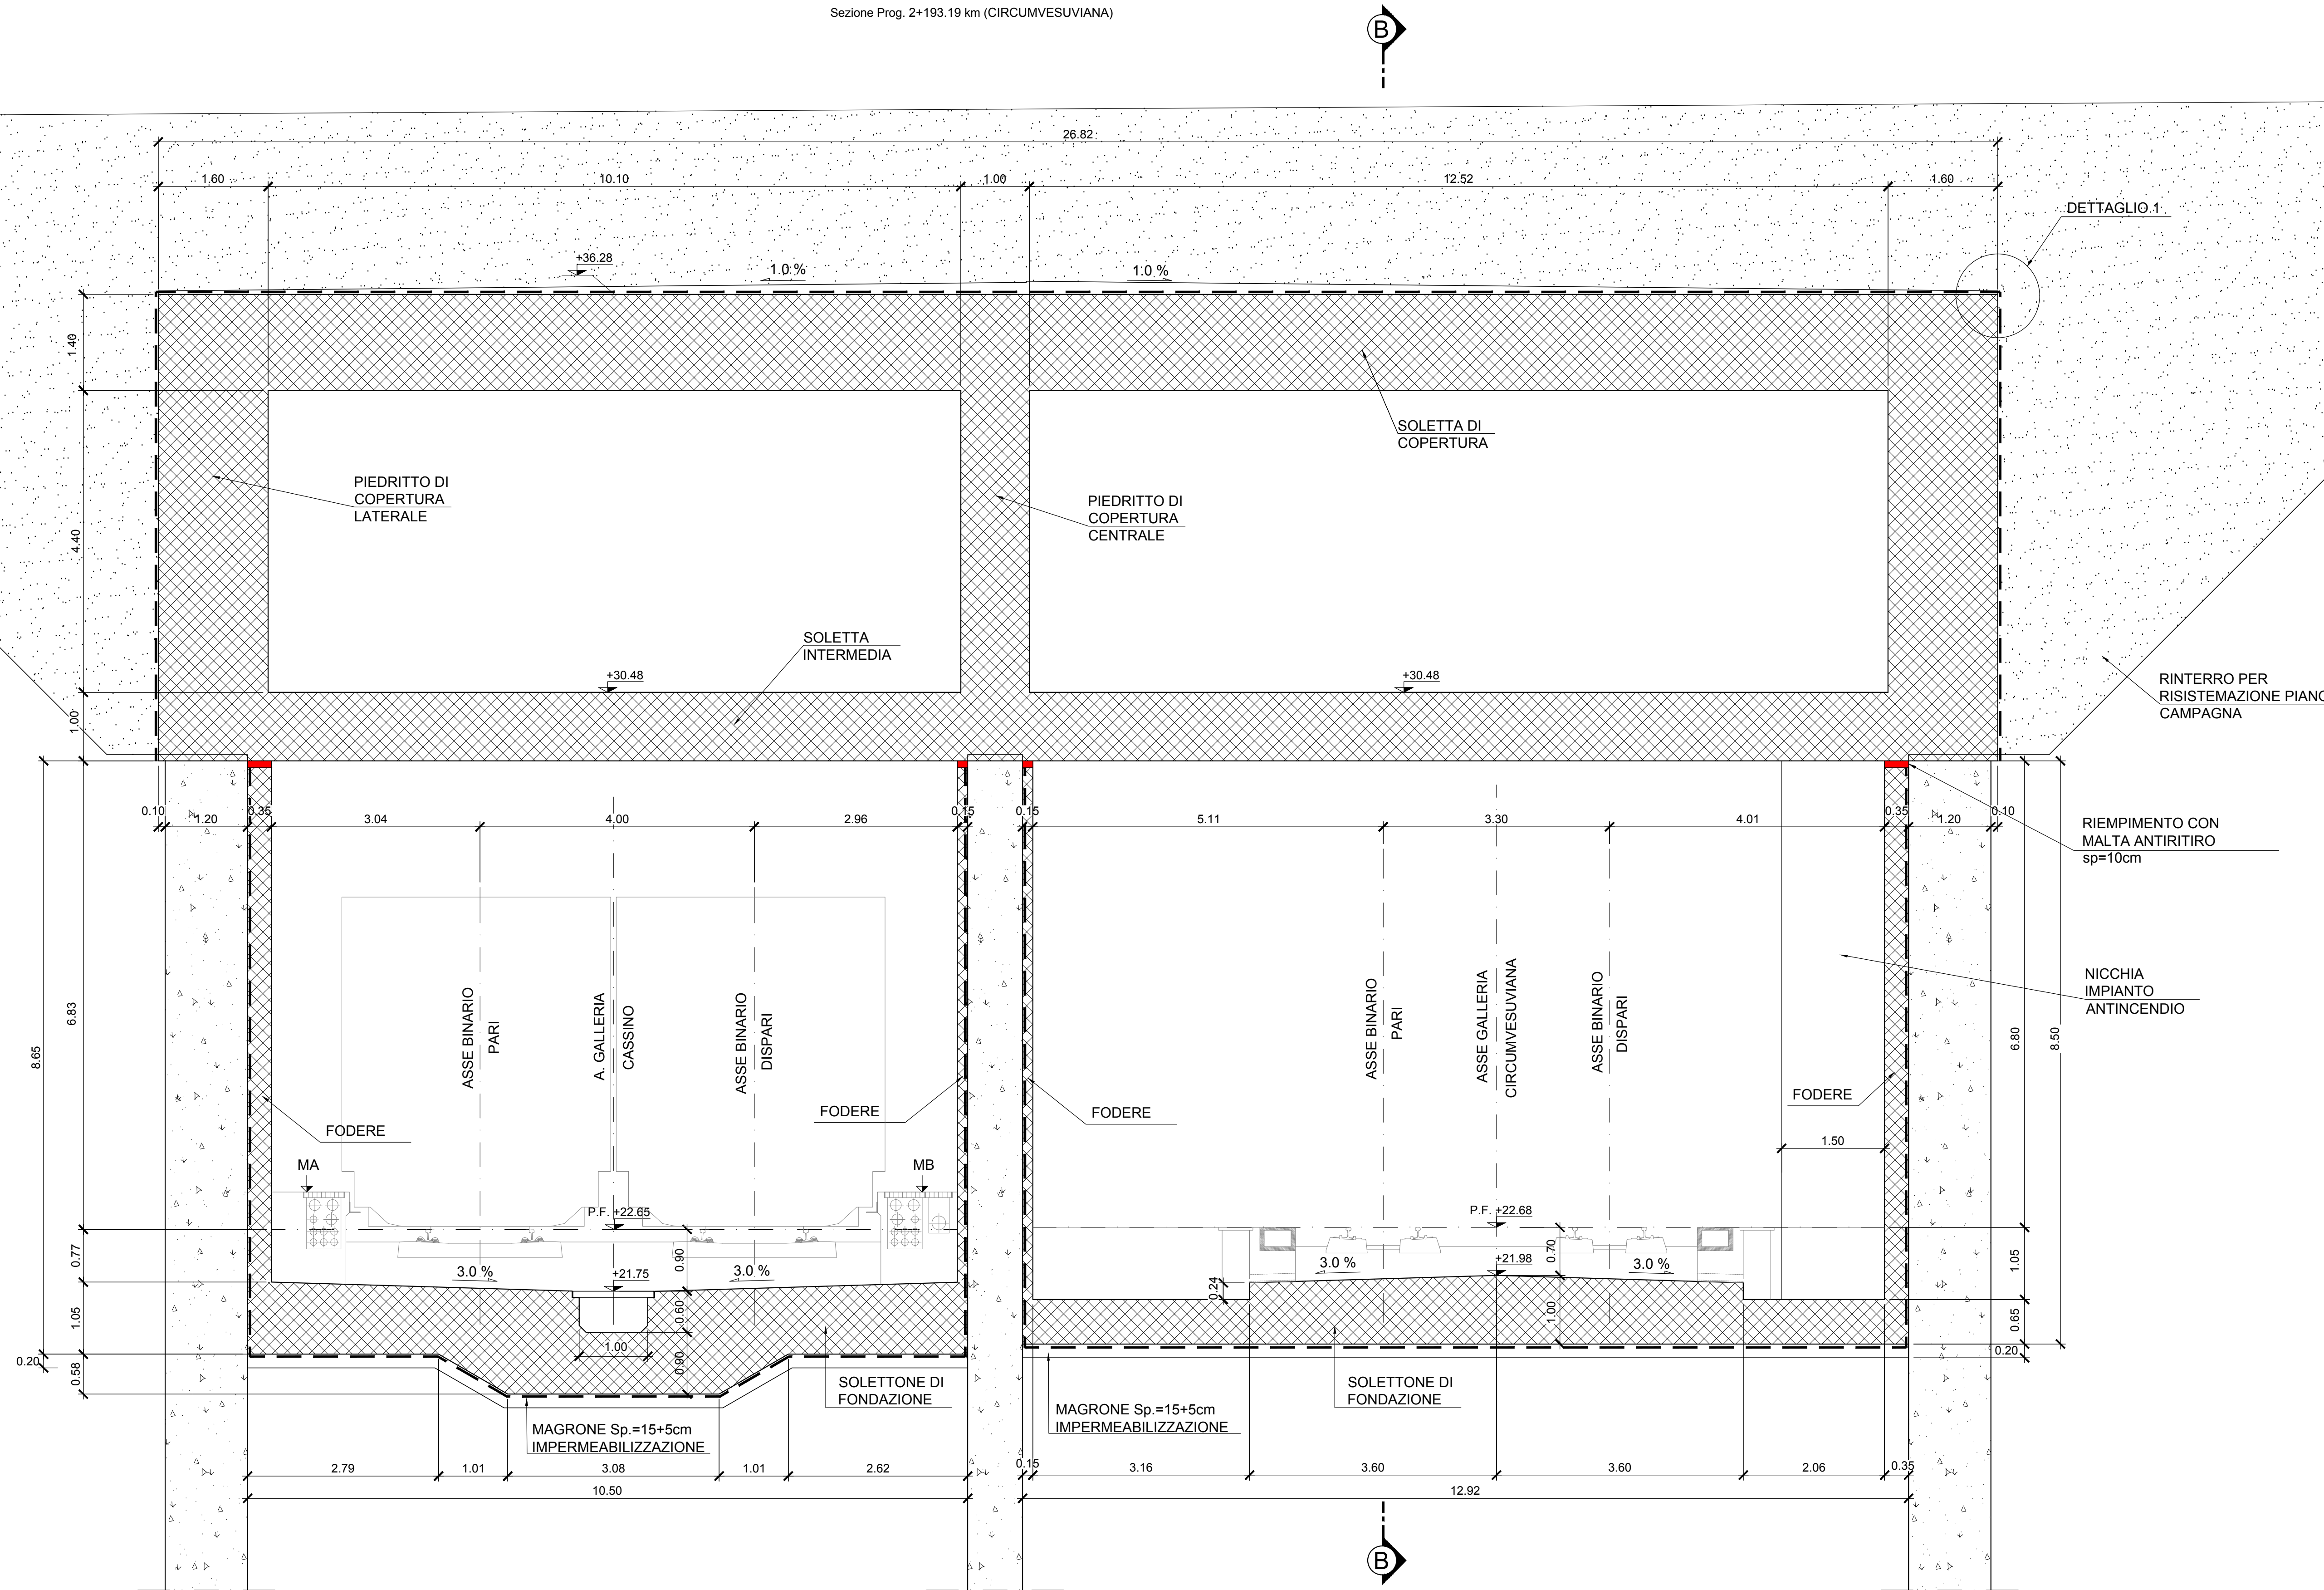 Sezione Prog. 2+193.19 km (CIRCUMVESUVIANA)
B
26.82
1.60
10.10
1.00
12.52
1.60
DETTAGLIO 1
+36.28
1.0 %
1.0 %
1.40
SOLETTA DI
COPERTURA
PIEDRITTO DI
COPERTURA
LATERALE
PIEDRITTO DI
COPERTURA
CENTRALE
4.40
SOLETTA
INTERMEDIA
+30.48
+30.48
RINTERRO PER
RISISTEMAZIONE PIANO
CAMPAGNA
1.00
0.10
1.20
0.35
3.04
4.00
2.96
0.15
0.15
5.11
3.30
4.01
0.35
1.20
0.10
RIEMPIMENTO CON
MALTA ANTIRITIRO
sp=10cm
NICCHIA
IMPIANTO
ANTINCENDIO
8.65
6.83
ASSE BINARIO
PARI
A. GALLERIA
CASSINO
ASSE BINARIO
DISPARI
ASSE BINARIO
PARI
ASSE GALLERIA
CIRCUMVESUVIANA
ASSE BINARIO
DISPARI
6.80
8.50
FODERE
FODERE
FODERE
FODERE
1.50
MA
MB
P.F. +22.65
P.F. +22.68
0.77
3.0 %
+21.75
3.0 %
0.90
0.24
3.0 %
+21.98
0.70
3.0 %
1.05
1.05
0.60
1.00
0.65
1.00
0.90
0.20
0.58
0.20
SOLETTONE DI
FONDAZIONE
SOLETTONE DI
FONDAZIONE
MAGRONE Sp.=15+5cm
IMPERMEABILIZZAZIONE
MAGRONE Sp.=15+5cm
IMPERMEABILIZZAZIONE
2.79
1.01
3.08
1.01
2.62
0.15
3.16
3.60
3.60
2.06
0.35
10.50
12.92
B